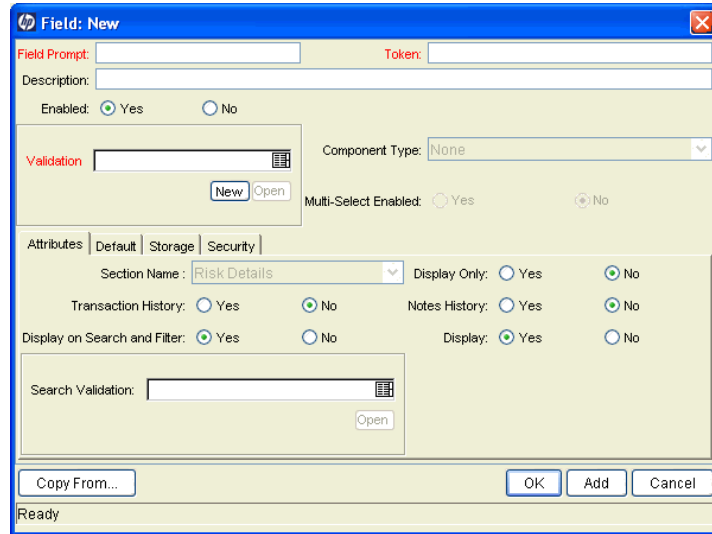 hp Field: New
Field Prompt: Token:
Description:
Enabled: Yes No
Validation
New Open
Component Type: None
Multi-Select Enabled: Yes No
Attributes Default Storage Security
Section Name : Risk Details Display Only: Yes No
Transaction History: Yes No Notes History: Yes No
Display on Search and Filter: Yes No Display: Yes No
Search Validation:
Open
Copy From... OK Add Cancel
Ready